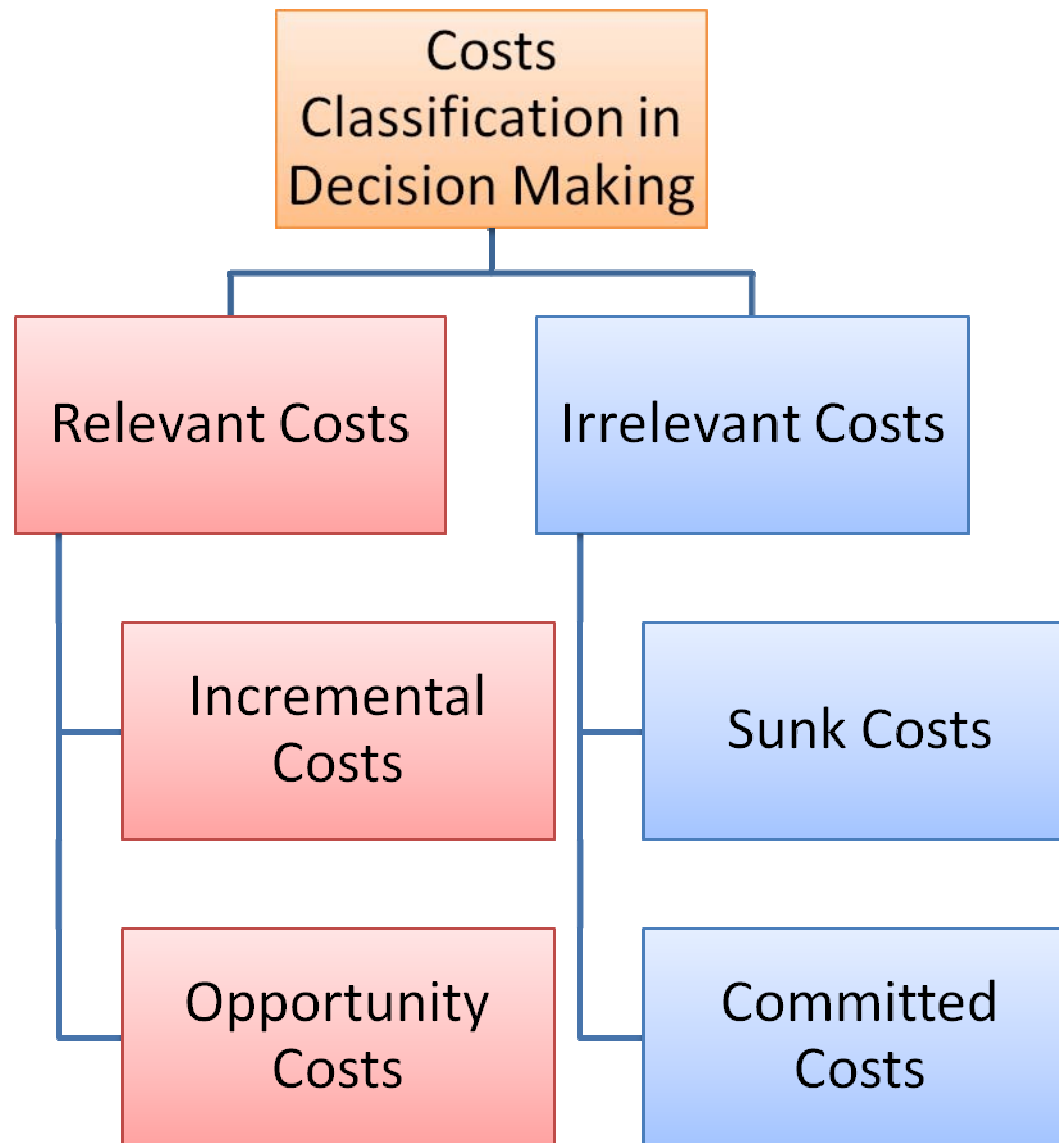 Costs
Classification in
Decision Making
Relevant Costs
Irrelevant Costs
Incremental
Costs
Sunk Costs
Opportunity
Costs
Committed
Costs